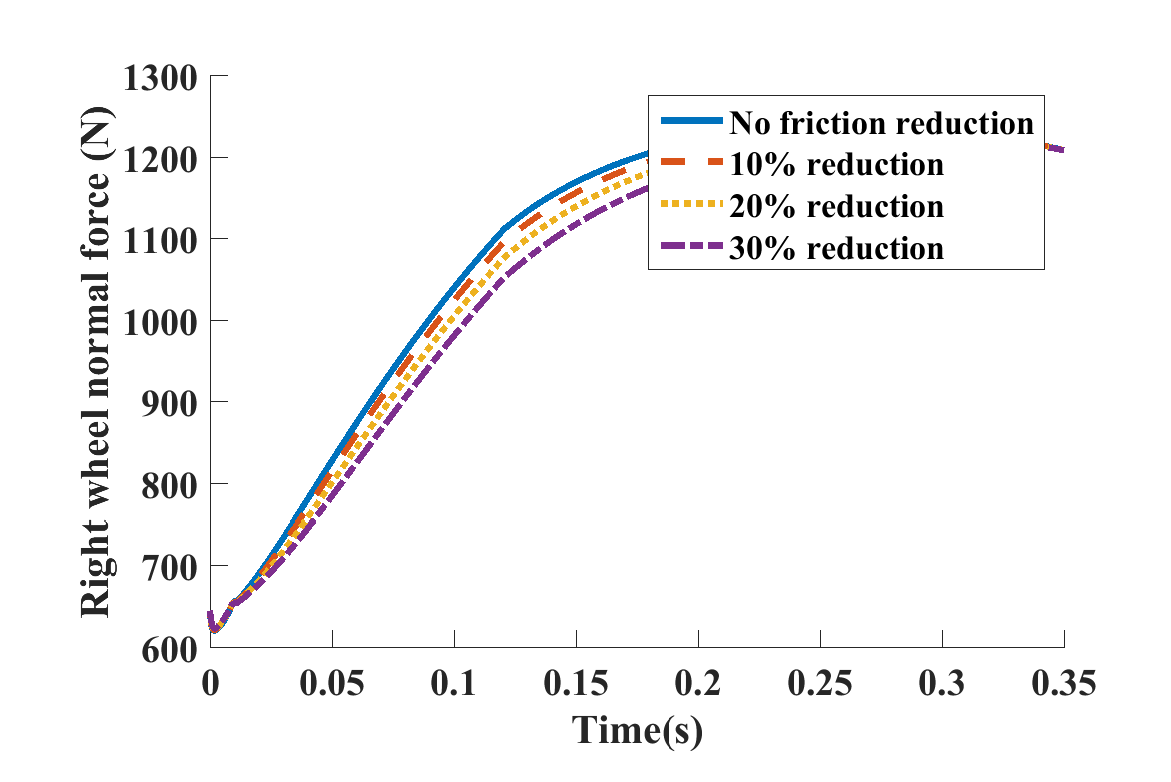 1300
1200
1100
1000
900
800
700
600
Right wheel normal force (N)
No friction reduction
10% reduction
20% reduction
30% reduction
0 0.05 0.1 0.15 0.2 0.25 0.3 0.35
Time(s)